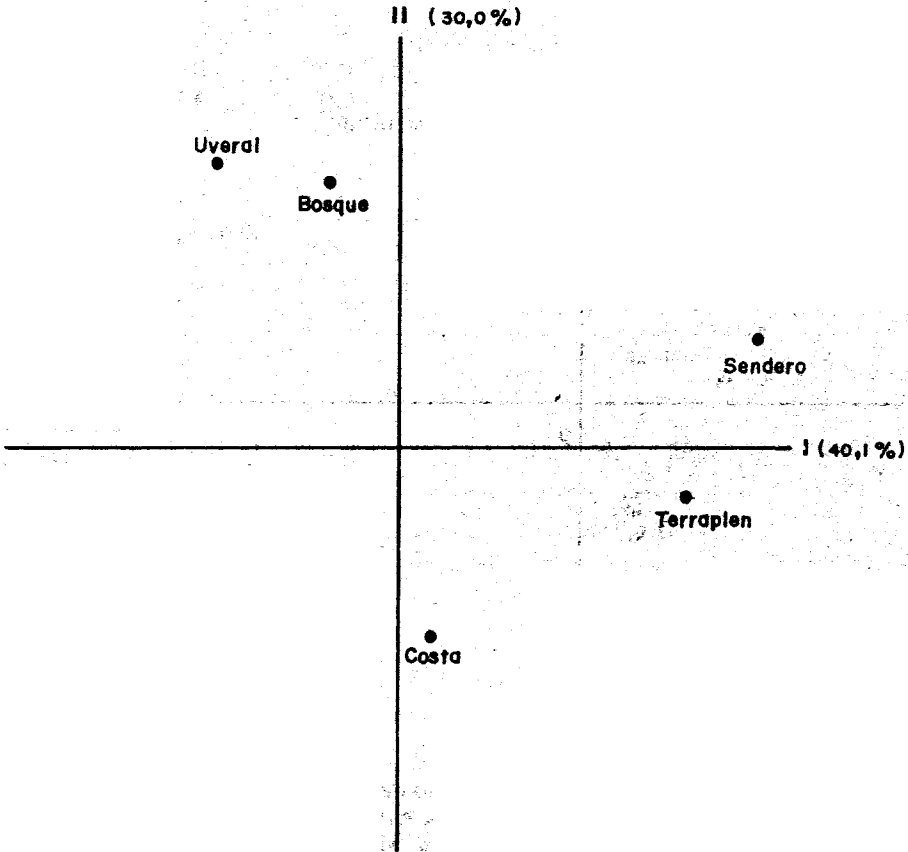 II (30,0%)
Uveral
Bosque
Sendero
I (40,1%)
Terraplen
Costa